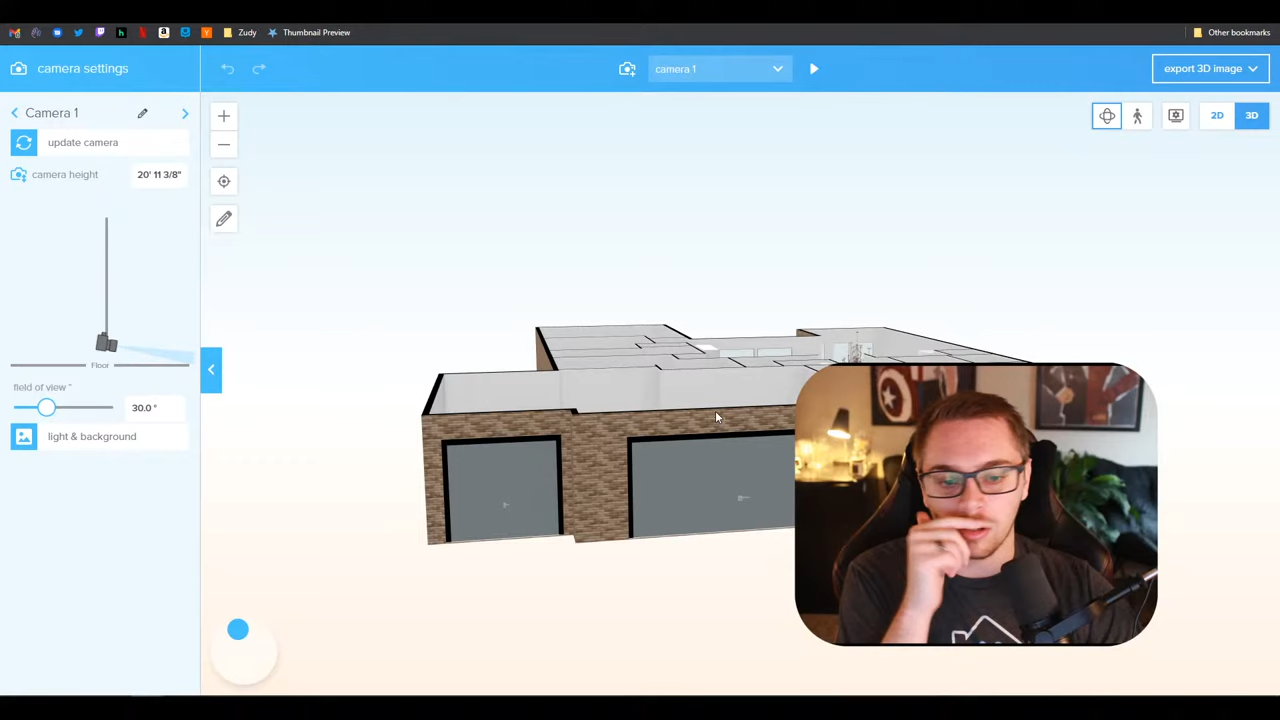 Zudy
Thumbnail Preview
Other bookmarks
camera settings
camera 1
export 3D image
Camera 1
2D
3D
update camera
camera height
20' 11 3/8"
Floor
field of view °
30.0 °
light & background